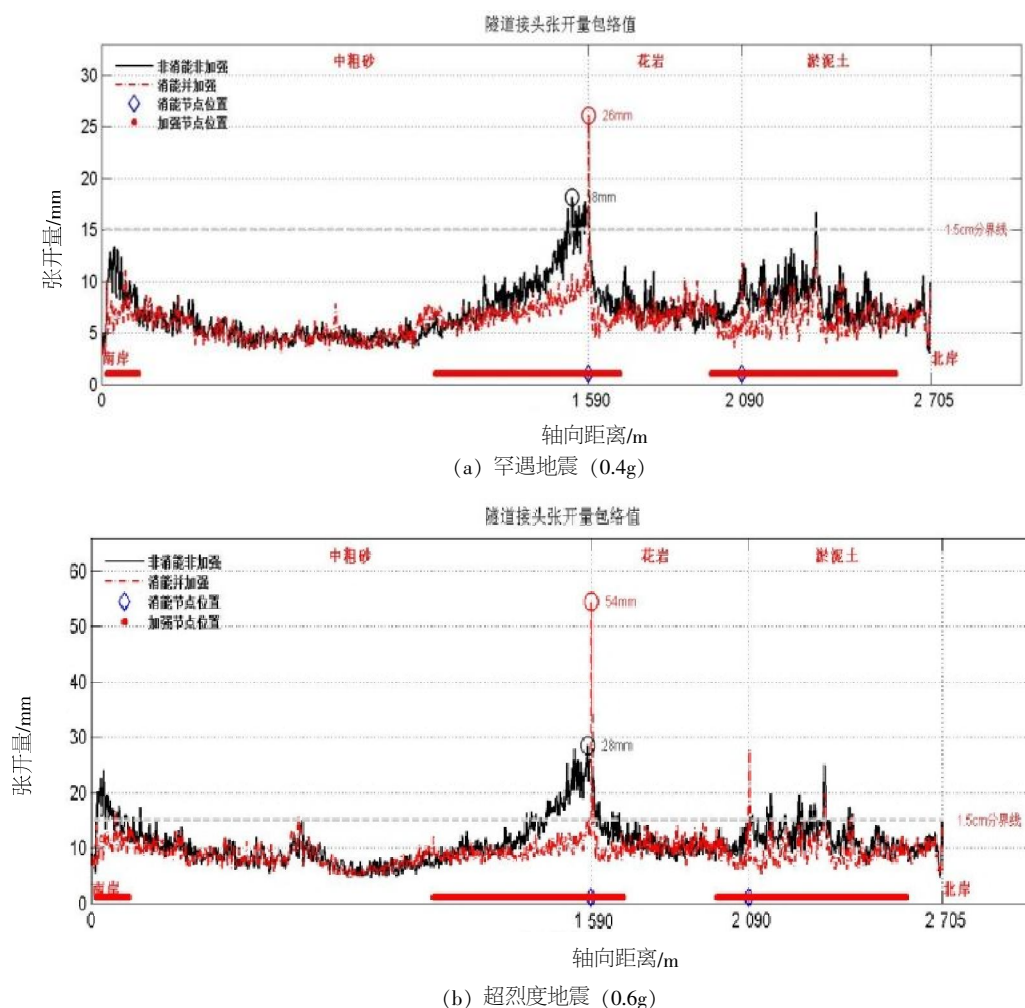 隧道接头张开量包络值
中粗砂 花岩 淤泥土
非消能非加强
消能并加强
消能节点位置
加强节点位置
30
25
20
15
10
5
0
张开量/mm
26mm
8mm
1.5cm分界线
南岸 北岸
0 1 590 2 090 2 705
轴向距离/m
(a) 罕遇地震 (0.4g)
隧道接头张开量包络值
中粗砂 花岩 淤泥土
非消能非加强
消能并加强
消能节点位置
加强节点位置
60
50
40
30
20
10
0
张开量/mm
54mm
28mm
1.5cm分界线
南岸 北岸
0 1 590 2 090 2 705
轴向距离/m
(b) 超烈度地震 (0.6g)